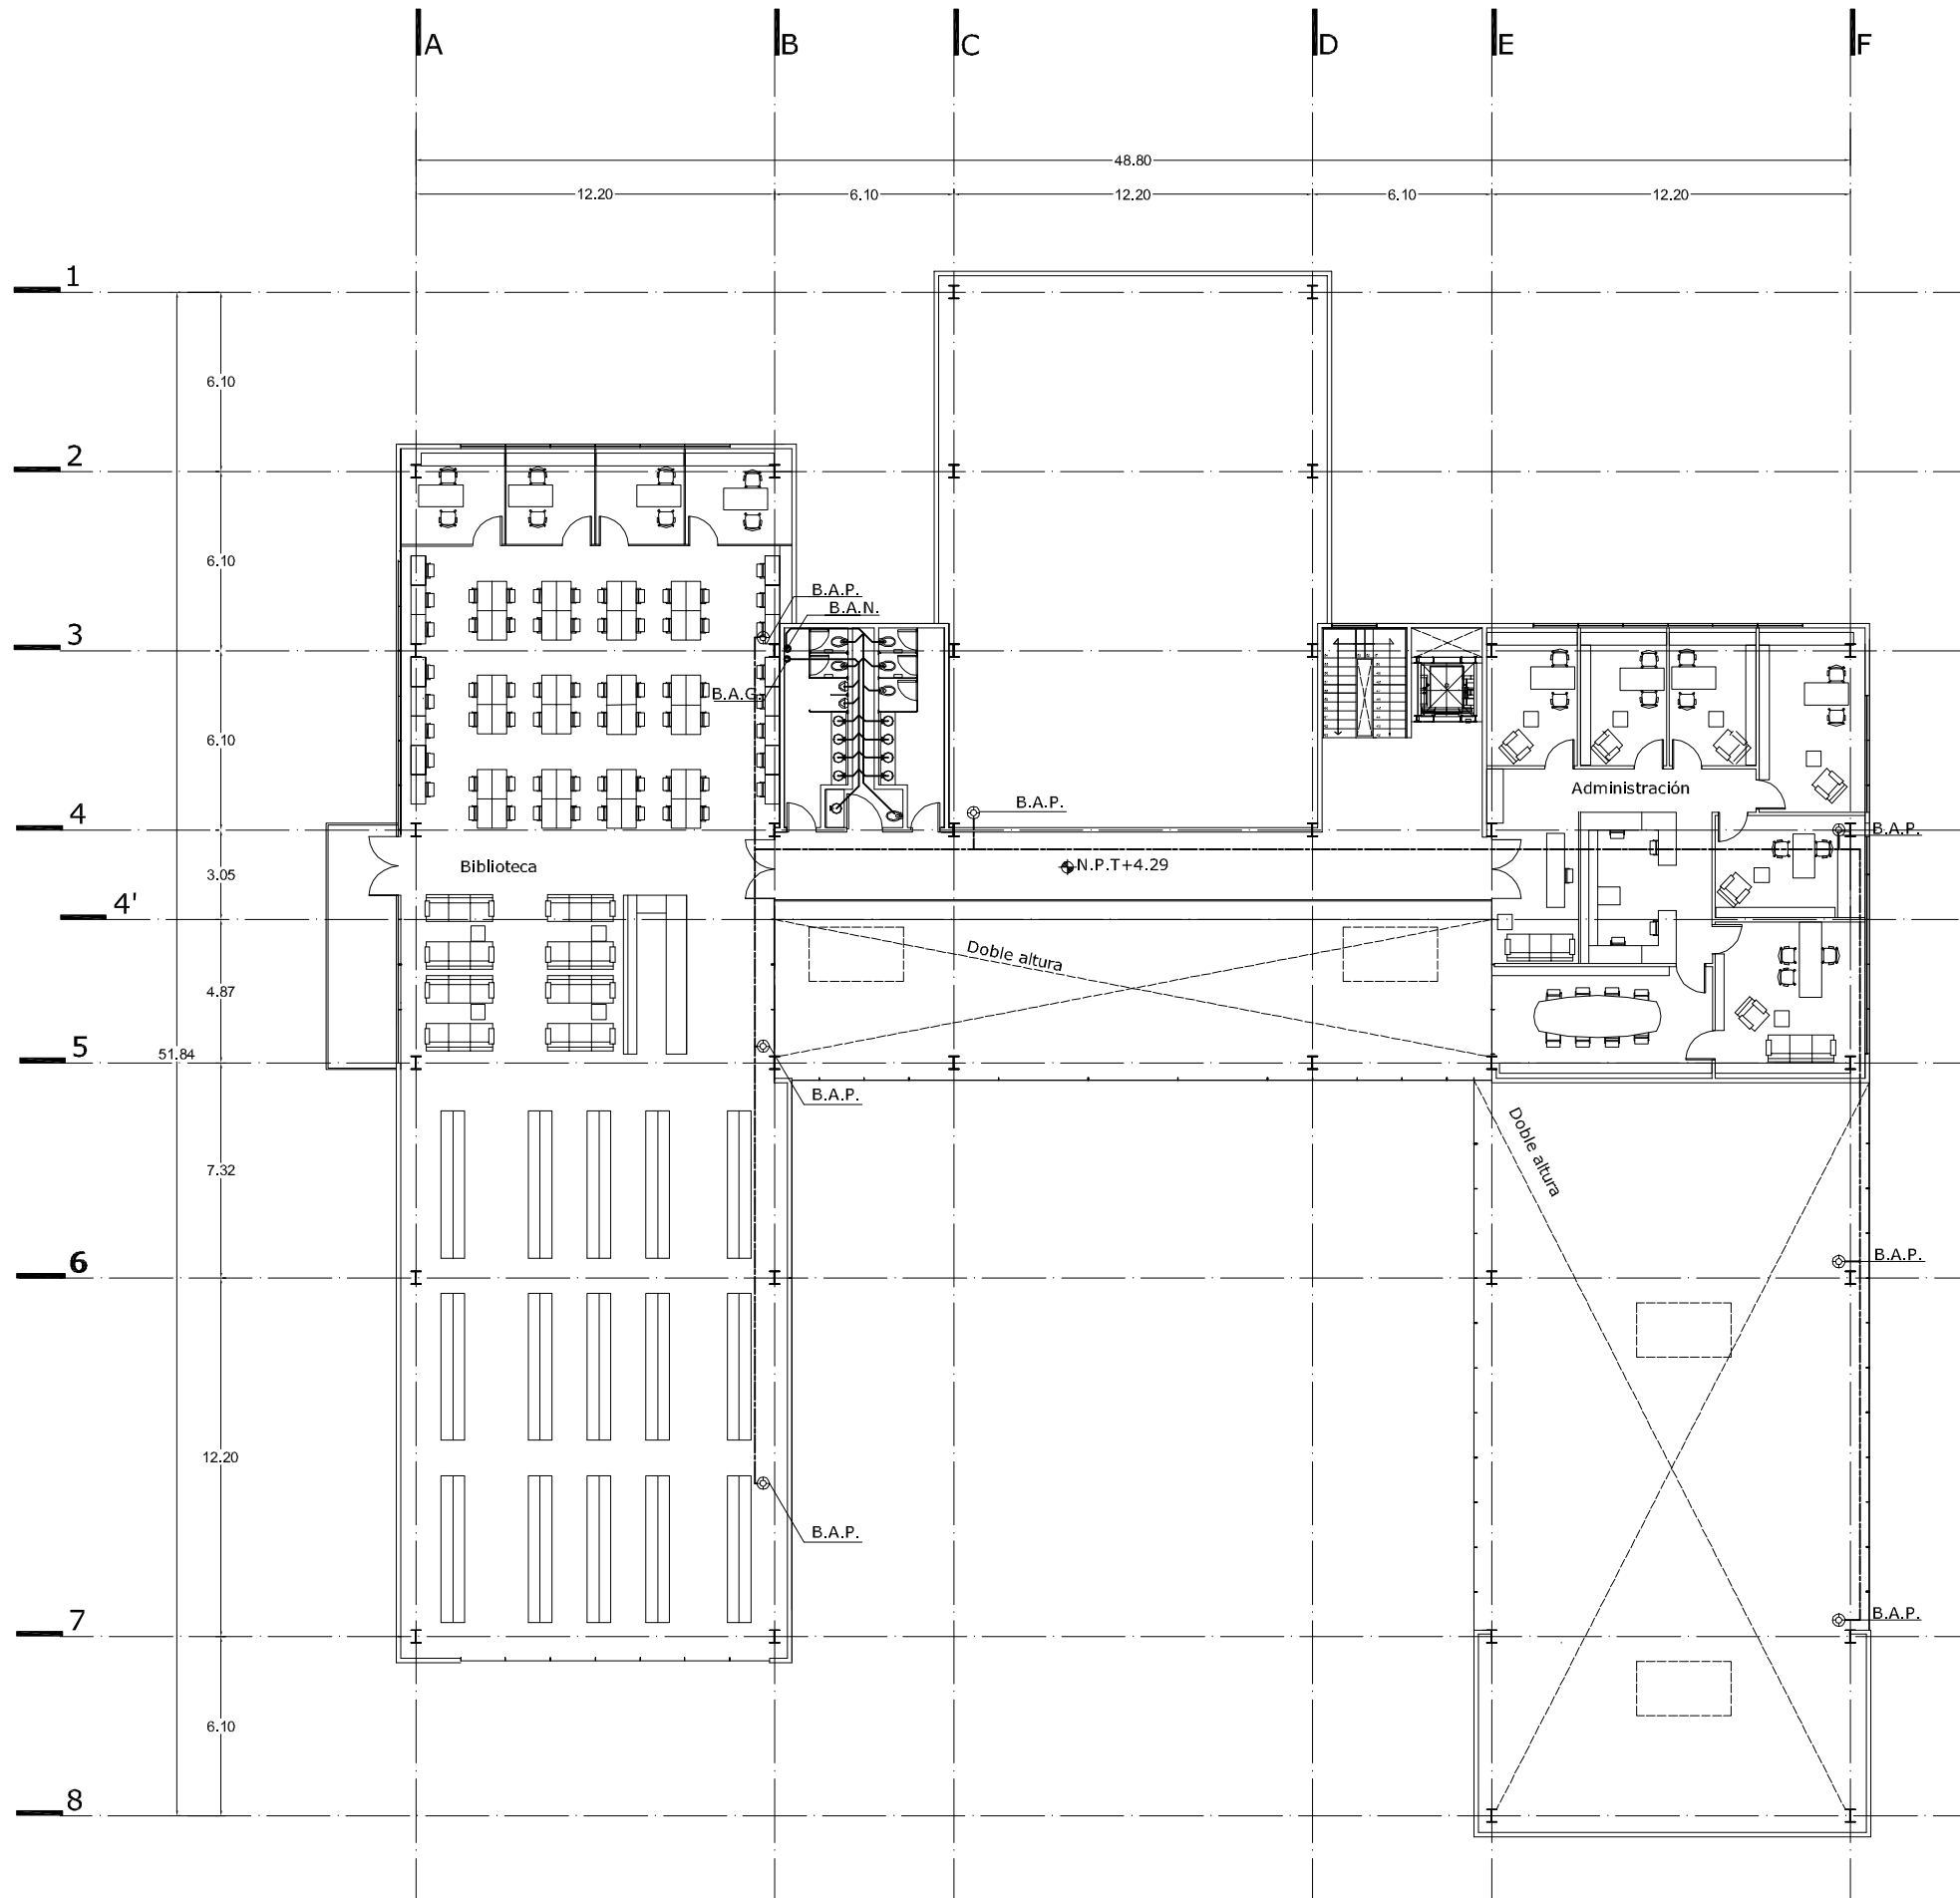 A B C D E F
48.80
12.20 6.10 12.20 6.10 12.20
1
6.10
2
6.10
B.A.P.
B.A.N.
3
B.A.G.
6.10
Administración
B.A.P.
4
B.A.P.
Biblioteca
N.P.T+4.29
3.05
4'
Doble altura
4.87
5
51.84
B.A.P.
Doble altura
7.32
6
B.A.P.
12.20
B.A.P.
7
B.A.P.
6.10
8